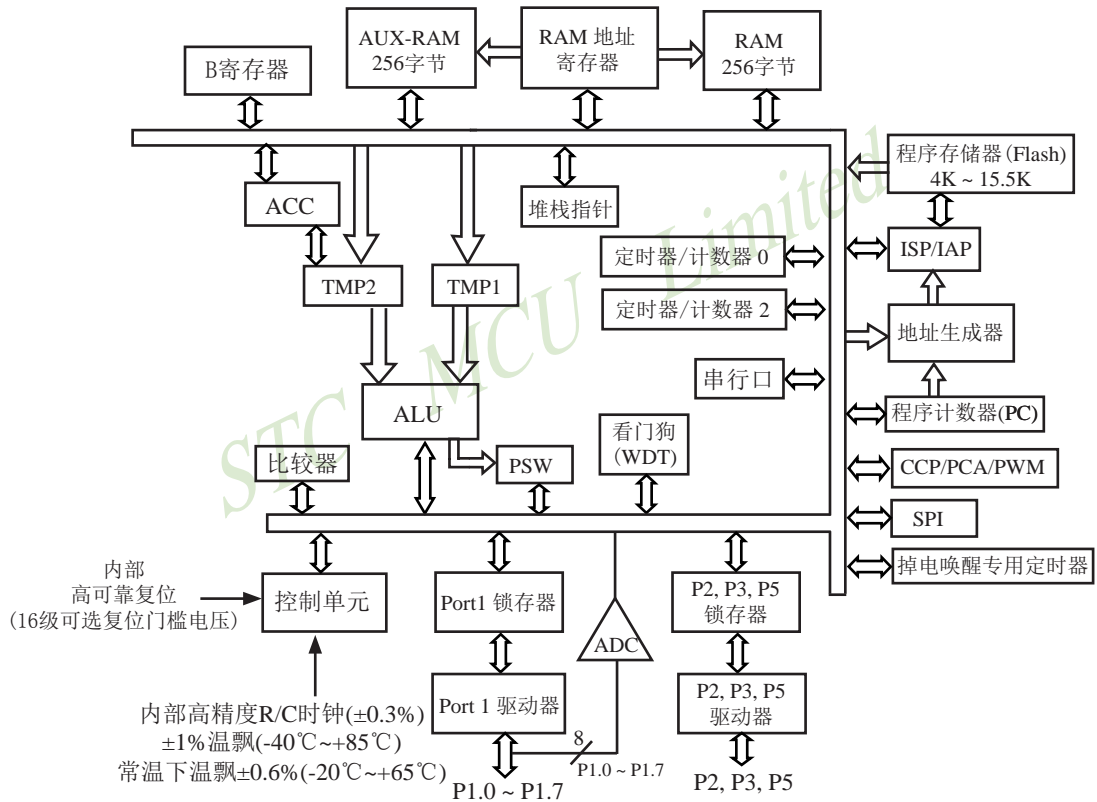 AUX-RAM
256字节
RAM 地址
寄存器
RAM
256字节
B寄存器
程序存储器(Flash)
4K ~ 15.5K
ACC
堆栈指针
ISP/IAP
定时器/计数器 0
TMP2
TMP1
定时器/计数器 2
地址生成器
串行口
ALU
程序计数器(PC)
看门狗
(WDT)
比较器
PSW
CCP/PCA/PWM
SPI
掉电唤醒专用定时器
内部
高可靠复位
(16级可选复位门槛电压)
控制单元
Port1 锁存器
ADC
P2, P3, P5
锁存器
内部高精度R/C时钟(±0.3%)
±1%温飘(-40℃~+85℃)
常温下温飘±0.6%(-20℃~+65℃)
Port 1 驱动器
P2, P3, P5
驱动器
8
P1.0 ~ P1.7
P1.0 ~ P1.7
P2, P3, P5
STC MCU Limited